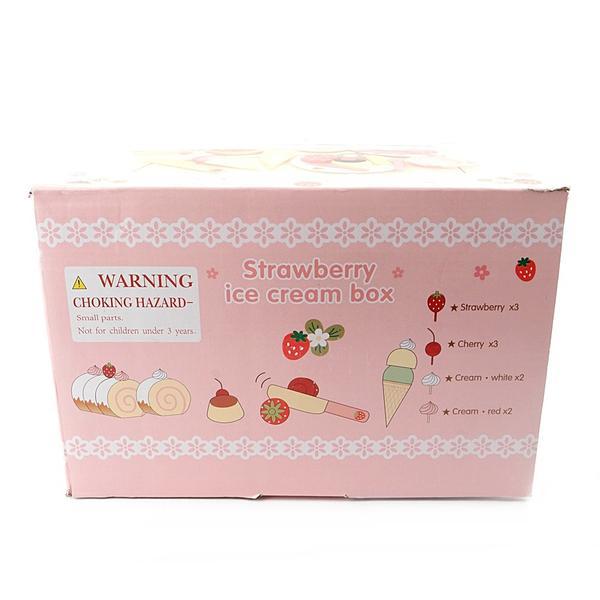 WARNING
CHOKING HAZARD-
Small parts.
Not for children under 3 years.
Strawberry
ice cream box
★ Strawberry x3
★ Cherry x3
★ Cream・white x2
★ Cream・red x2